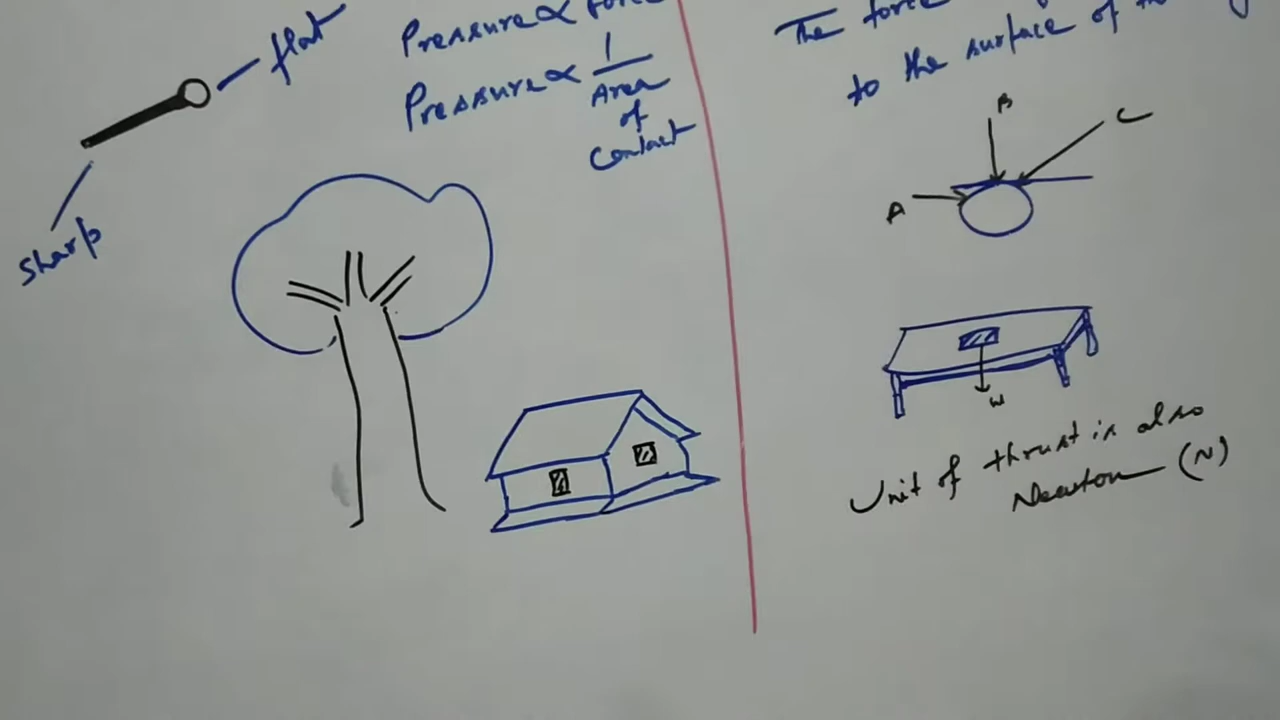 flat
sharp
Pressure ∝ Force
Pressure ∝ 1
Area
of
Contact
The force
to the surface of
B
C
A
W
Unit of thrust is also
Newton (N)